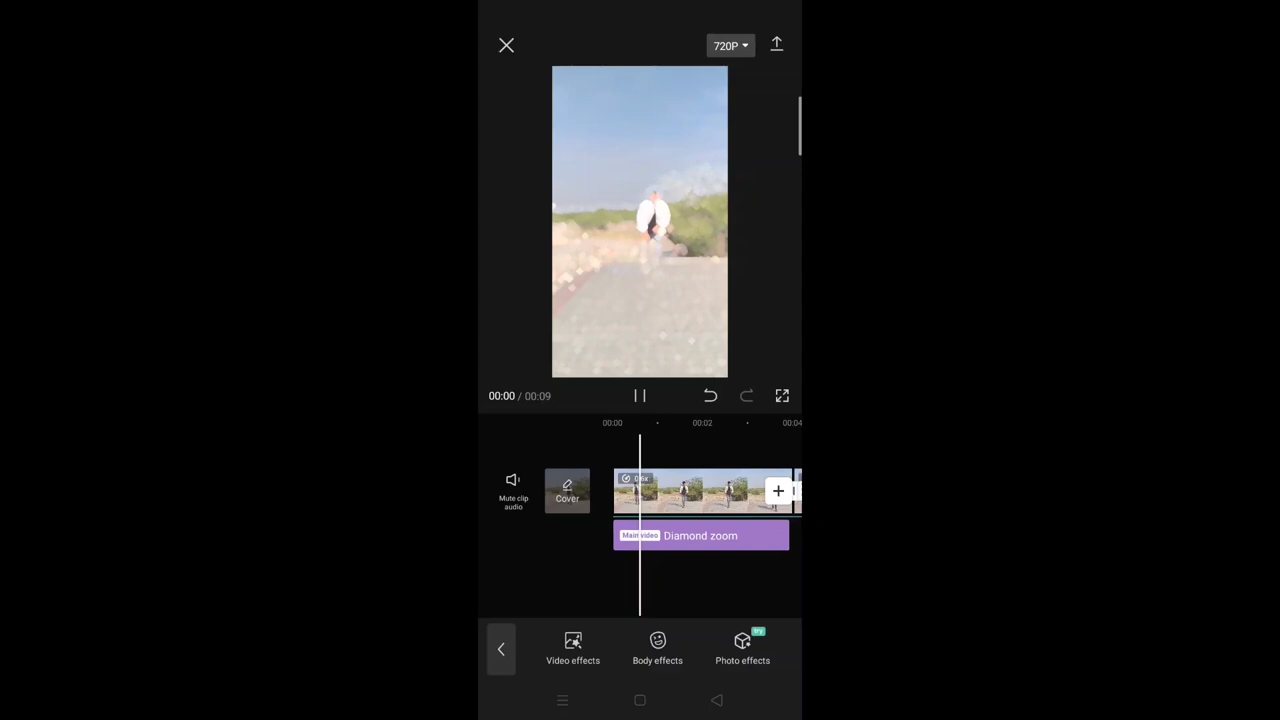 720P
00:00 / 00:09
00:00 00:02 00:04
Mute clip
audio
Cover
Main video Diamond zoom
try
Video effects Body effects Photo effects